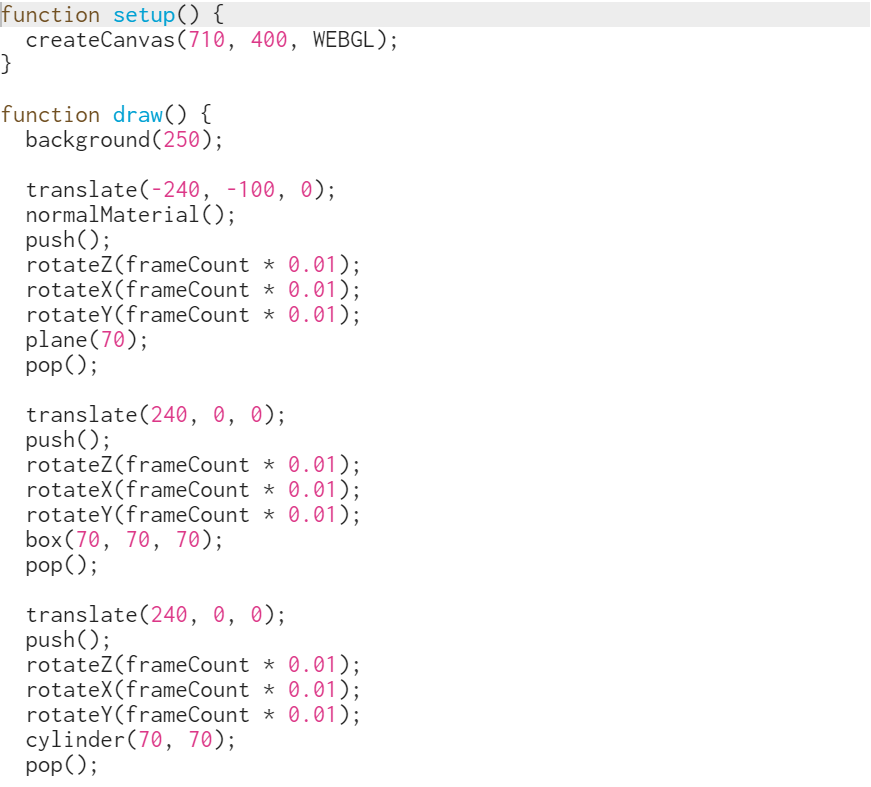 function setup() {
  createCanvas(710, 400, WEBGL);
}

function draw() {
  background(250);

  translate(-240, -100, 0);
  normalMaterial();
  push();
  rotateZ(frameCount * 0.01);
  rotateX(frameCount * 0.01);
  rotateY(frameCount * 0.01);
  plane(70);
  pop();

  translate(240, 0, 0);
  push();
  rotateZ(frameCount * 0.01);
  rotateX(frameCount * 0.01);
  rotateY(frameCount * 0.01);
  box(70, 70, 70);
  pop();

  translate(240, 0, 0);
  push();
  rotateZ(frameCount * 0.01);
  rotateX(frameCount * 0.01);
  rotateY(frameCount * 0.01);
  cylinder(70, 70);
  pop();